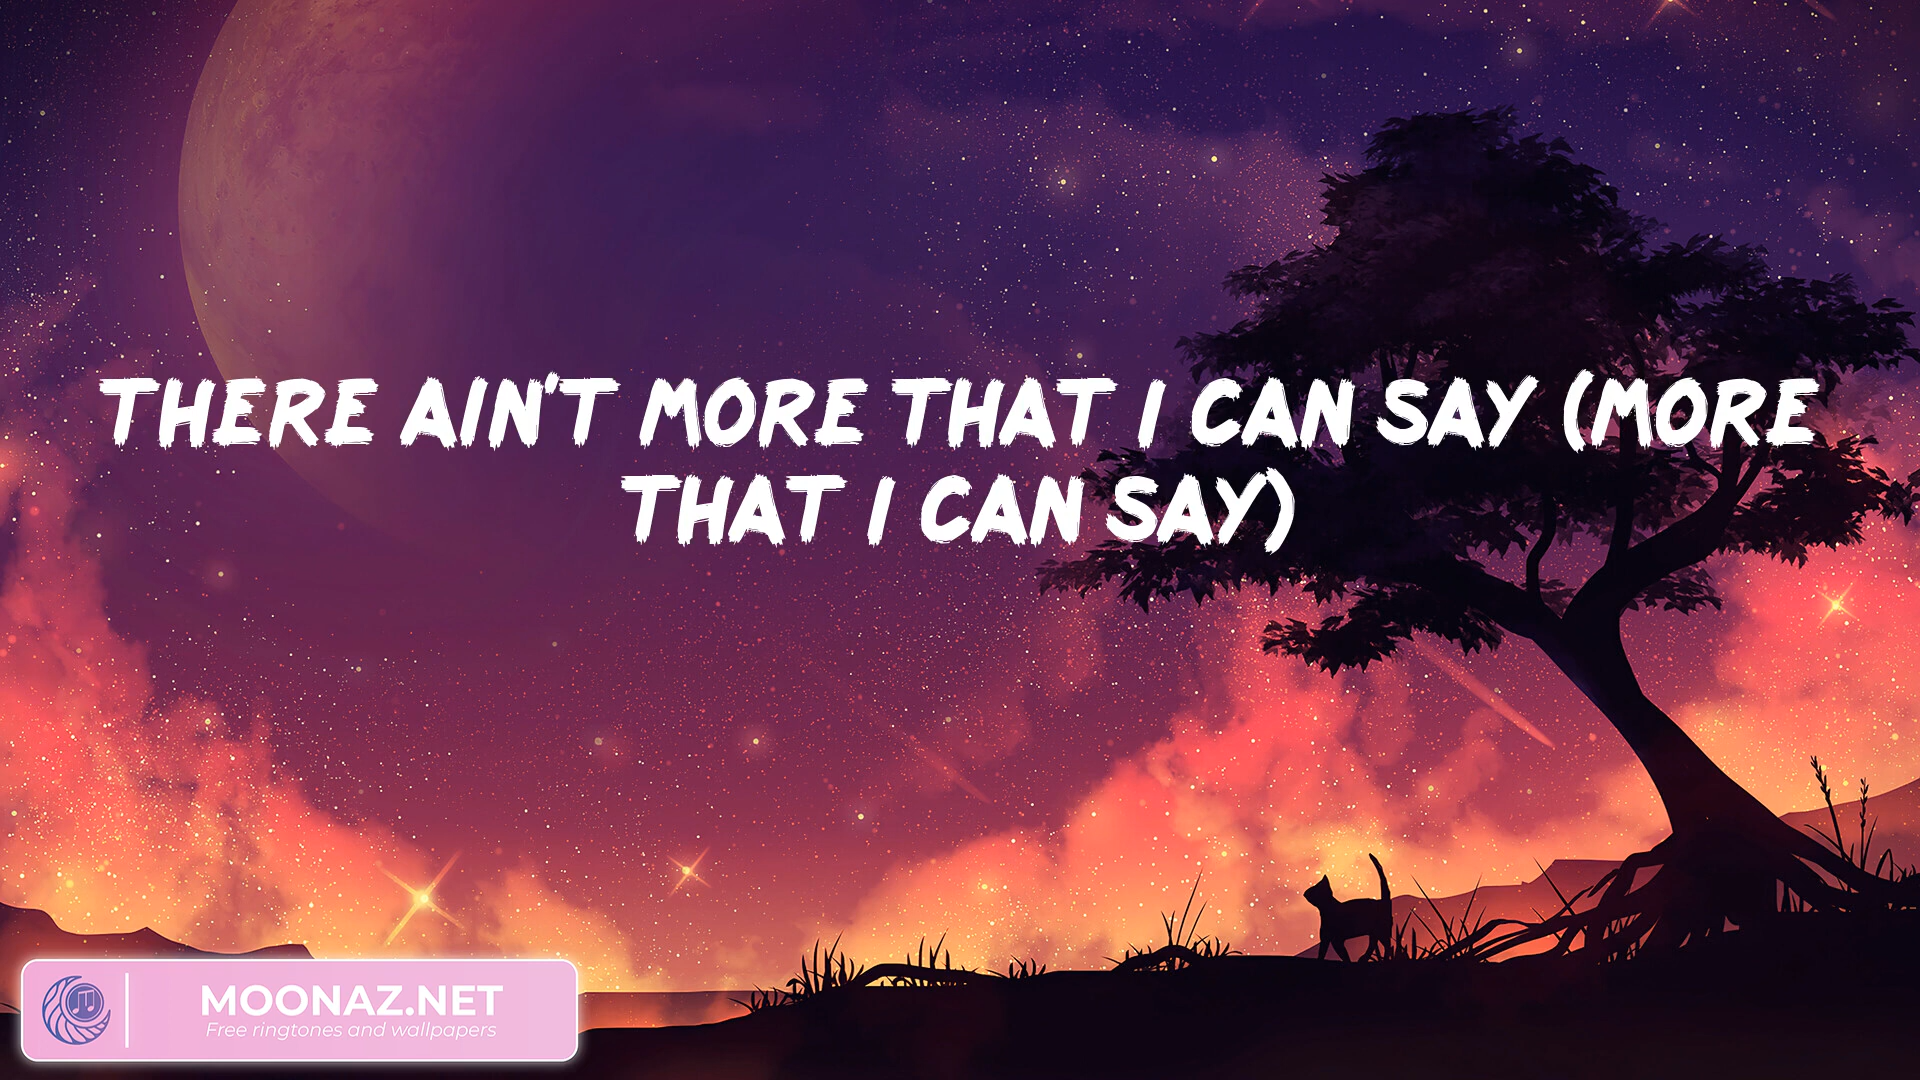 THERE AIN'T MORE THAT I CAN SAY (MORE
THAT I CAN SAY)
MOONAZ.NET
Free ringtones and wallpapers